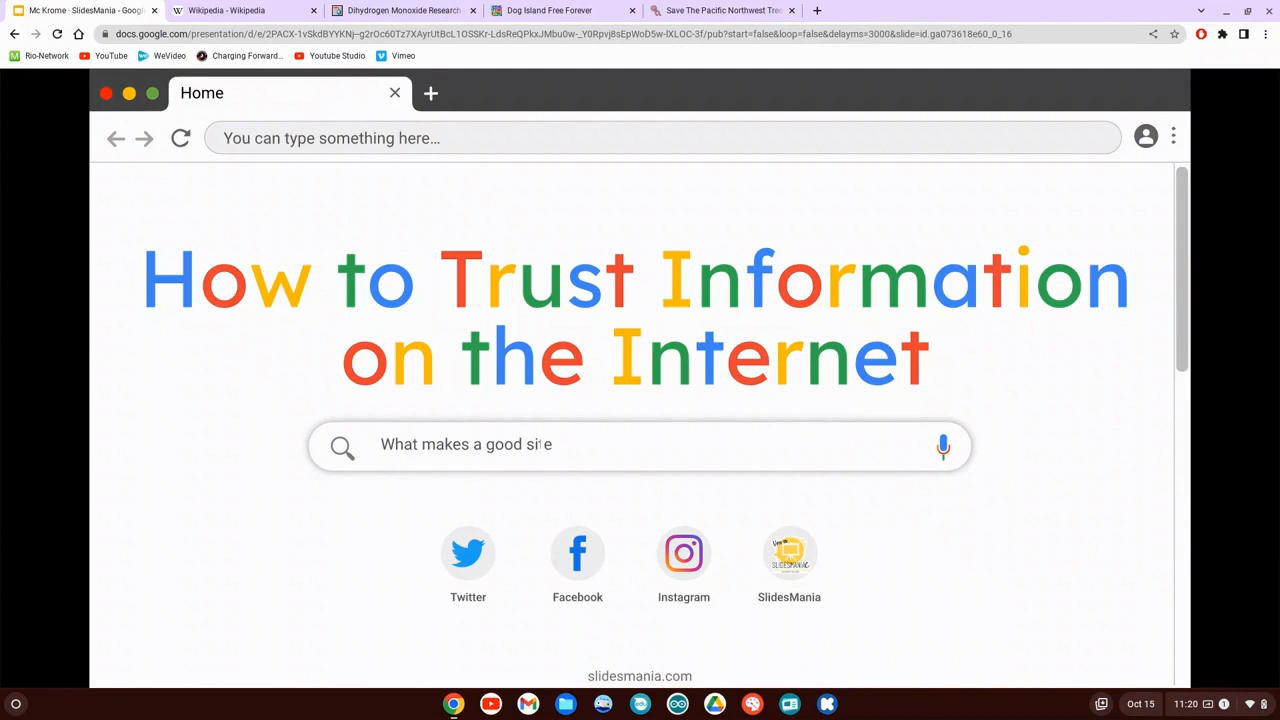 Mc Krome - SlidesMania - Google
Wikipedia - Wikipedia
Dihydrogen Monoxide Research
Dog Island Free Forever
Save The Pacific Northwest Tree
docs.google.com/presentation/d/e/2PACX-1vSkdBYYKNj-g2rOc60Tz7XAyrUtBcL1OSSKr-LdsReQPkxJMbu0w-_Y0Rpvj8sEpWoD5w-lXLOC-3f/pub?start=false&loop=false&delayms=3000&slide=id.ga073618e60_0_16
Rio-Network
YouTube
WeVideo
Charging Forward...
Youtube Studio
Vimeo
Home
You can type something here...
How to Trust Information
on the Internet
What makes a good site
Twitter
Facebook
Instagram
SlidesMania
slidesmania.com
Oct 15
11:20
1